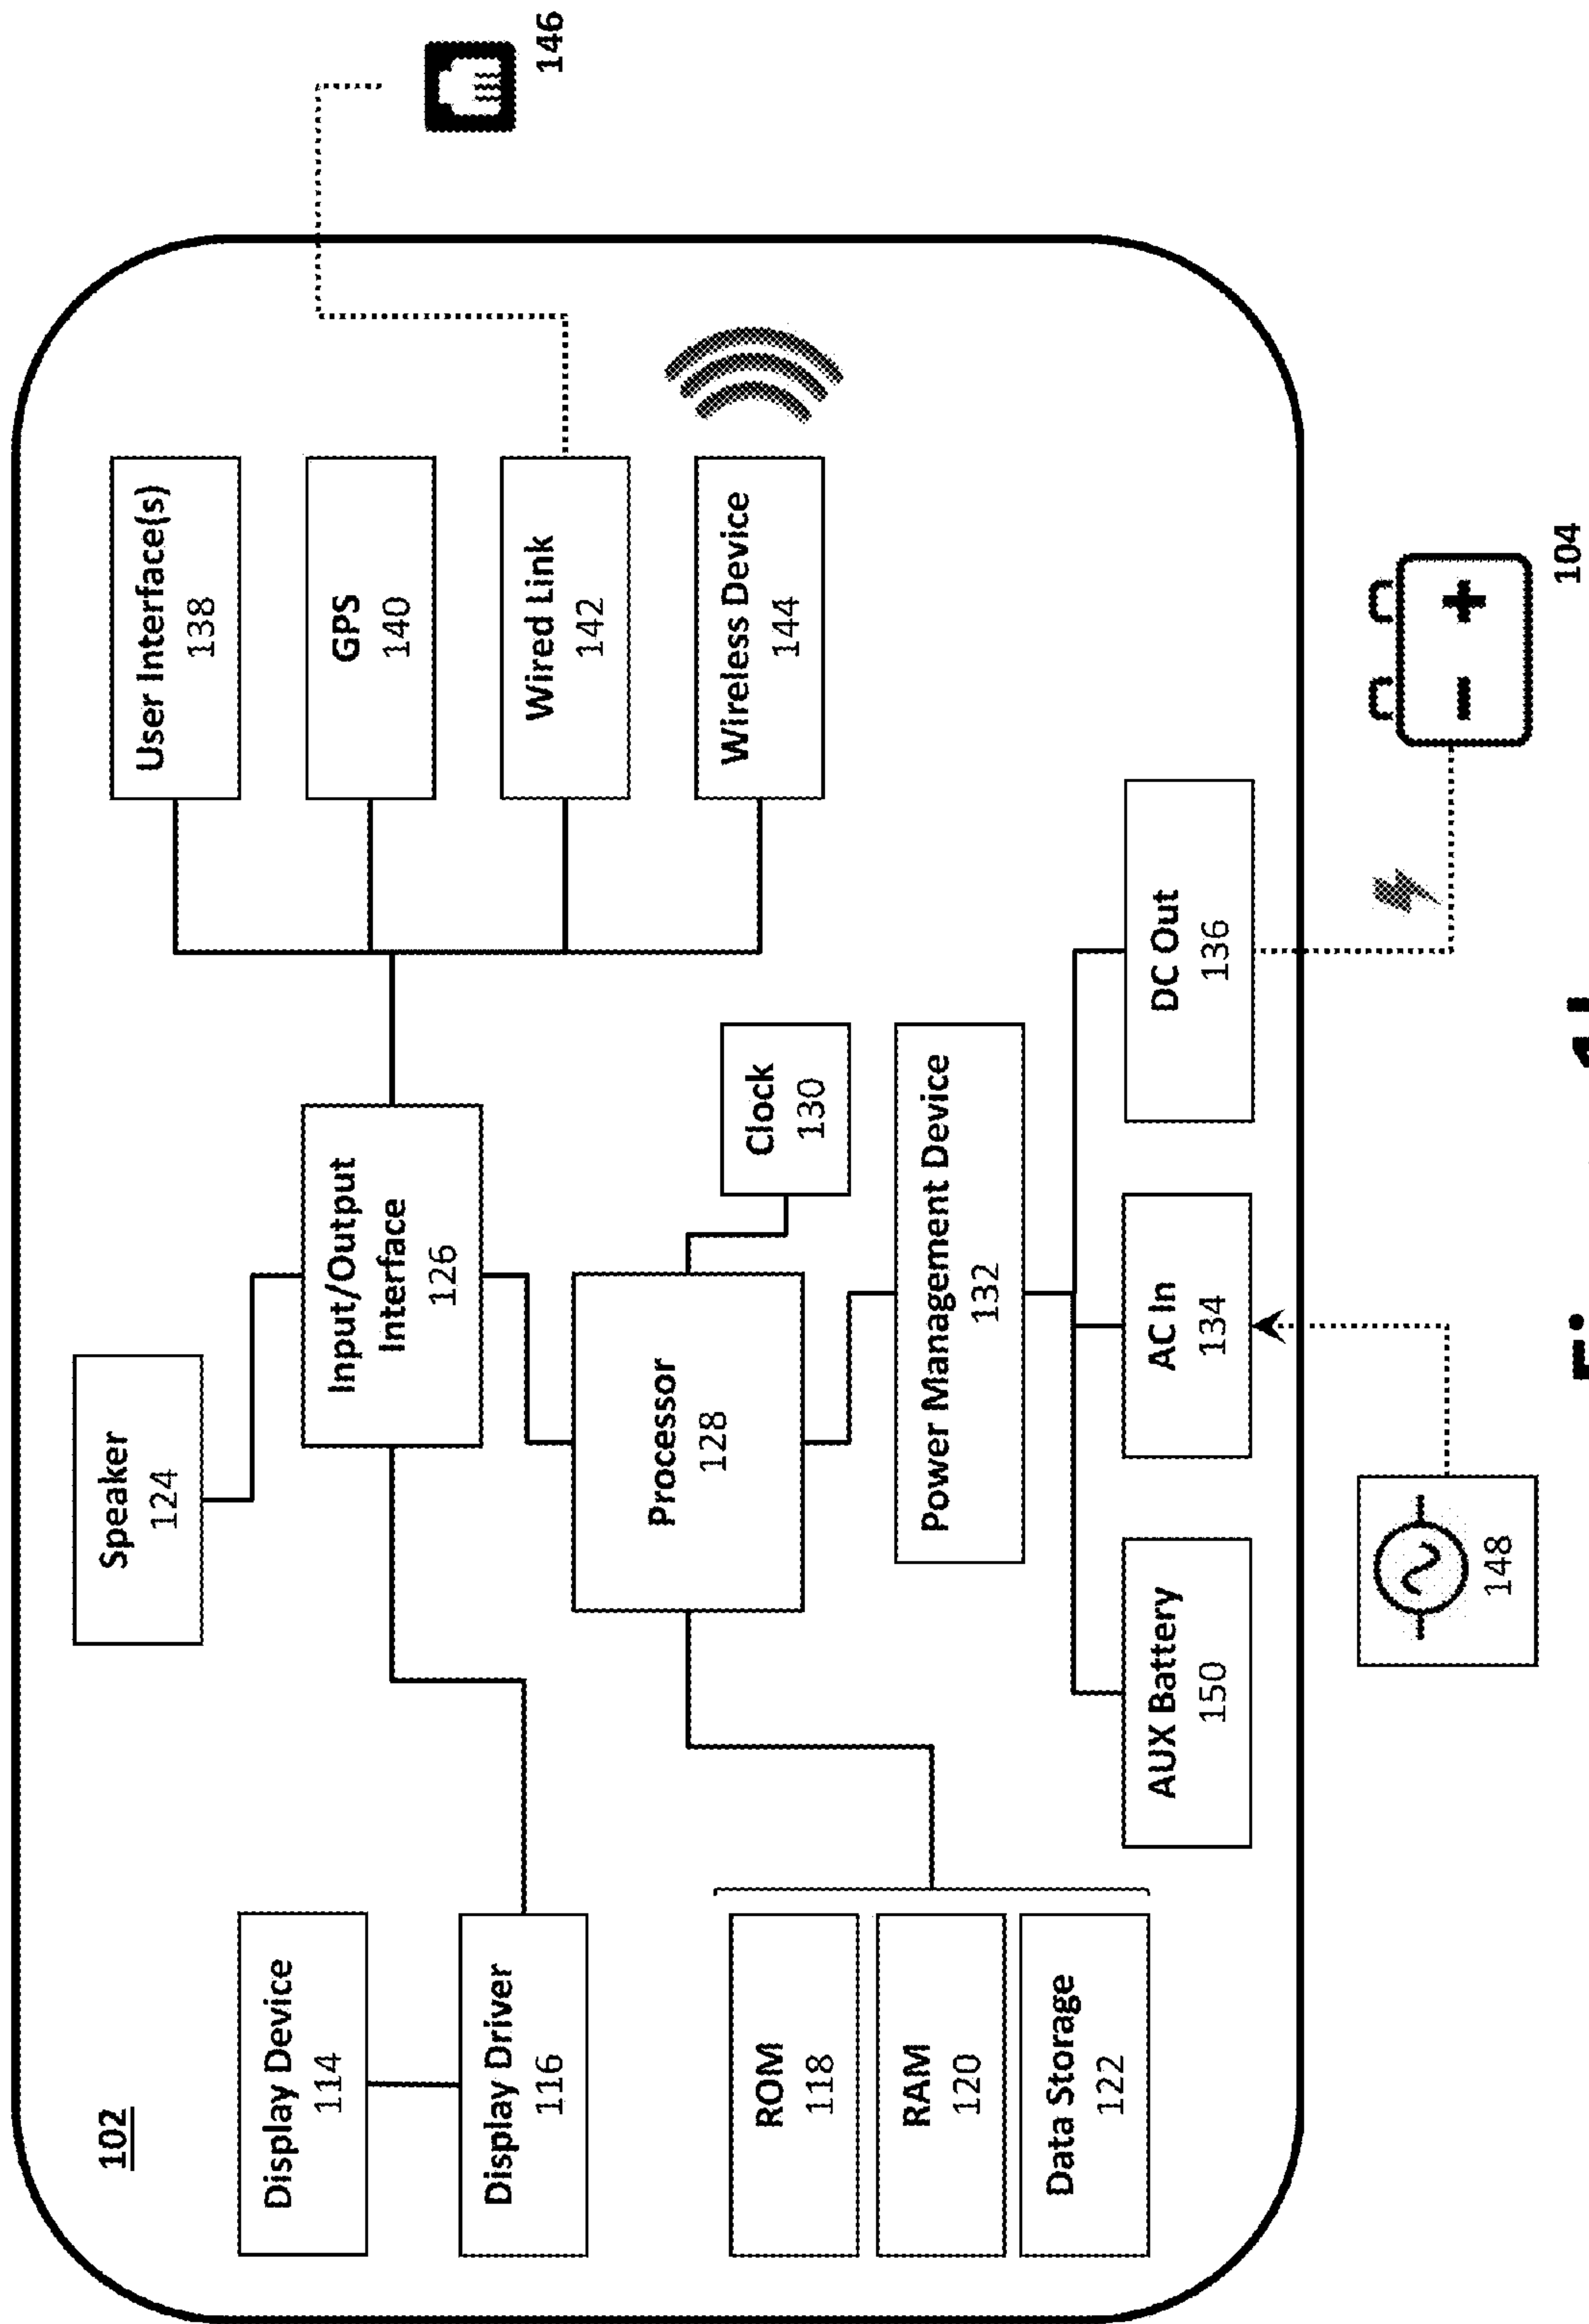 102
Display Device
114
Display Driver
116
ROM
118
RAM
120
Data Storage
122
Speaker
124
Input/Output
Interface
126
Processor
128
Clock
130
Power Management Device
132
AUX Battery
150
AC In
134
DC Out
136
User Interface(s)
138
GPS
140
Wired Link
142
Wireless Device
144
146
148
104